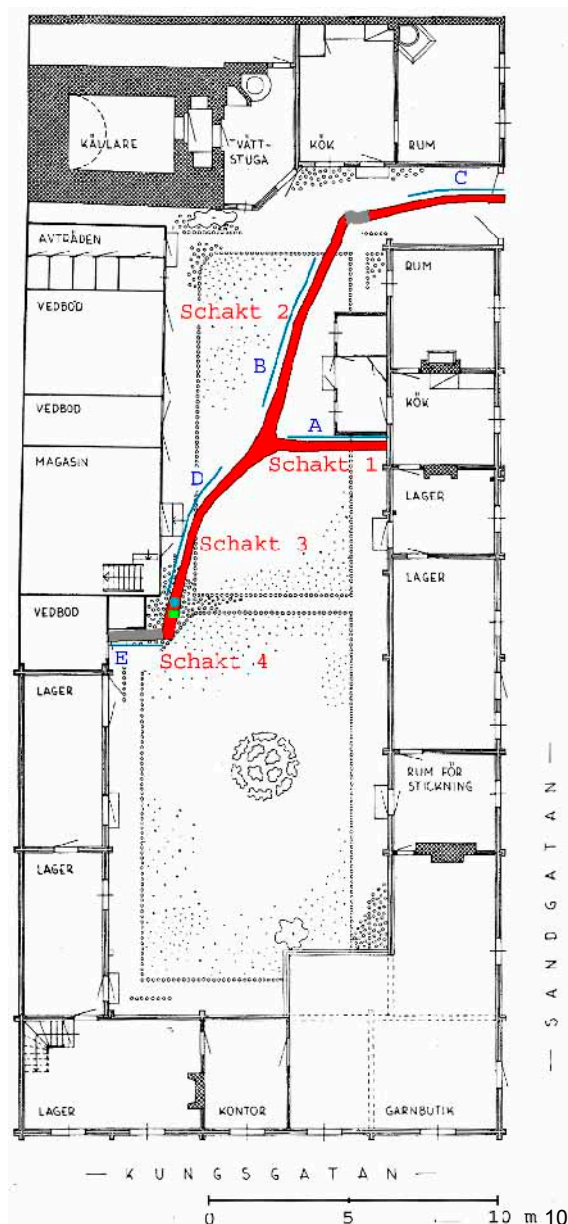 KÄLLARE
TVÄTT-
STUGA
KÖK
RUM
C
AVTRÄDEN
VEDBOD
Schakt 2
RUM
B
VEDBOD
A
KÖK
MAGASIN
Schakt 1
D
LAGER
Schakt 3
LAGER
VEDBOD
E
Schakt 4
LAGER
RUM FÖR
STICKNING
LAGER
— SANDGATAN —
LAGER
KONTOR
GARNBUTIK
— KUNGSGATAN —
0 5 10 m 10